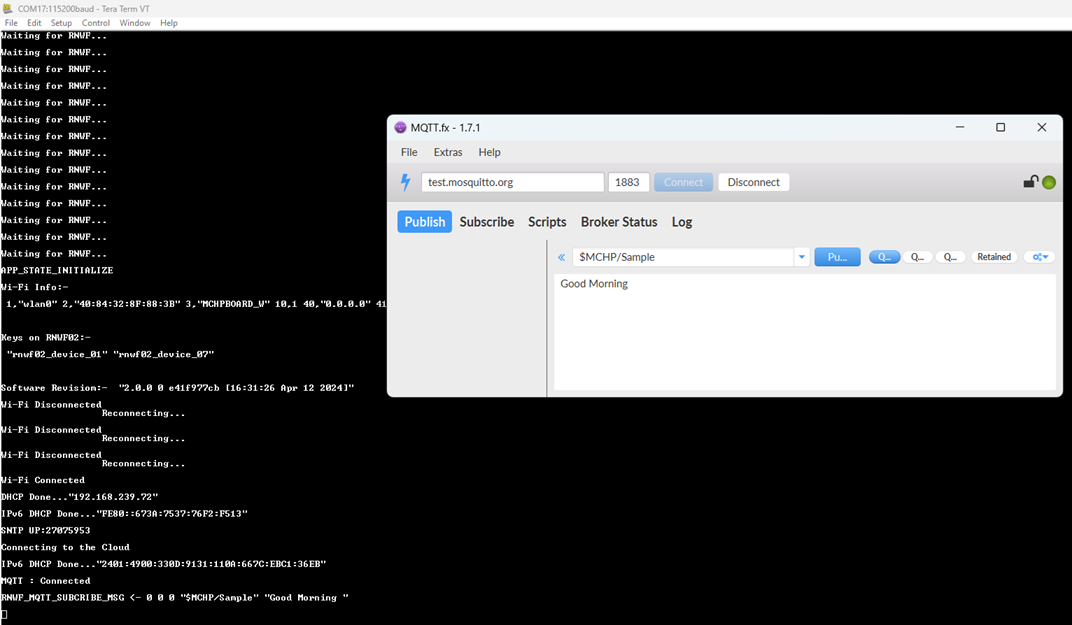 COM17:115200baud - Tera Term VT
File Edit Setup Control Window Help
Waiting for RNWF...
Waiting for RNWF...
Waiting for RNWF...
Waiting for RNWF...
Waiting for RNWF...
Waiting for RNWF...
Waiting for RNWF...
Waiting for RNWF...
Waiting for RNWF...
Waiting for RNWF...
Waiting for RNWF...
Waiting for RNWF...
Waiting for RNWF...
Waiting for RNWF...
APP_STATE_INITIALIZE
Wi-Fi Info:-
1,"wlan0" 2,"40:84:32:8F:88:3B" 3,"MCHPBOARD_W" 10,1 40,"0.0.0.0" 41
Keys on RNWF02:-
"rnwf02_device_01" "rnwf02_device_07"
Software Revision:- "2.0.0 0 e41f977cb [16:31:26 Apr 12 2024]"
Wi-Fi Disconnected
Reconnecting...
Wi-Fi Disconnected
Reconnecting...
Wi-Fi Disconnected
Reconnecting...
Wi-Fi Connected
DHCP Done..."192.168.239.72"
IPv6 DHCP Done..."FE80::673A:7537:76F2:F513"
SNTP UP:27075953
Connecting to the Cloud
IPv6 DHCP Done..."2401:4900:330D:9131:110A:667C:EBC1:36EB"
MQTT : Connected
RNWF_MQTT_SUBCRIBE_MSG <- 0 0 0 "$MCHP/Sample" "Good Morning "
MQTT.fx - 1.7.1
File Extras Help
test.mosquitto.org 1883 Connect Disconnect
Publish Subscribe Scripts Broker Status Log
« $MCHP/Sample Pu... Q... Q... Q... Retained
Good Morning